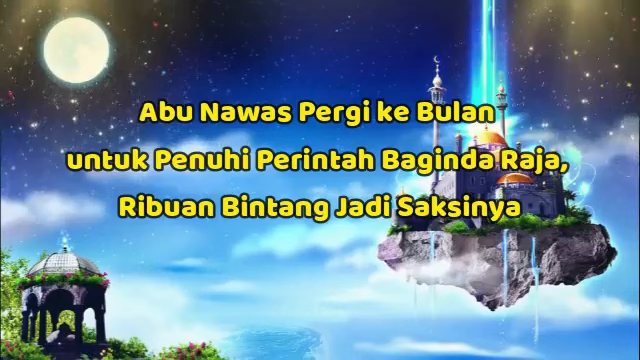 Abu Nawas Pergi ke Bulan
untuk Penuhi Perintah Baginda Raja,
Ribuan Bintang Jadi Saksinya